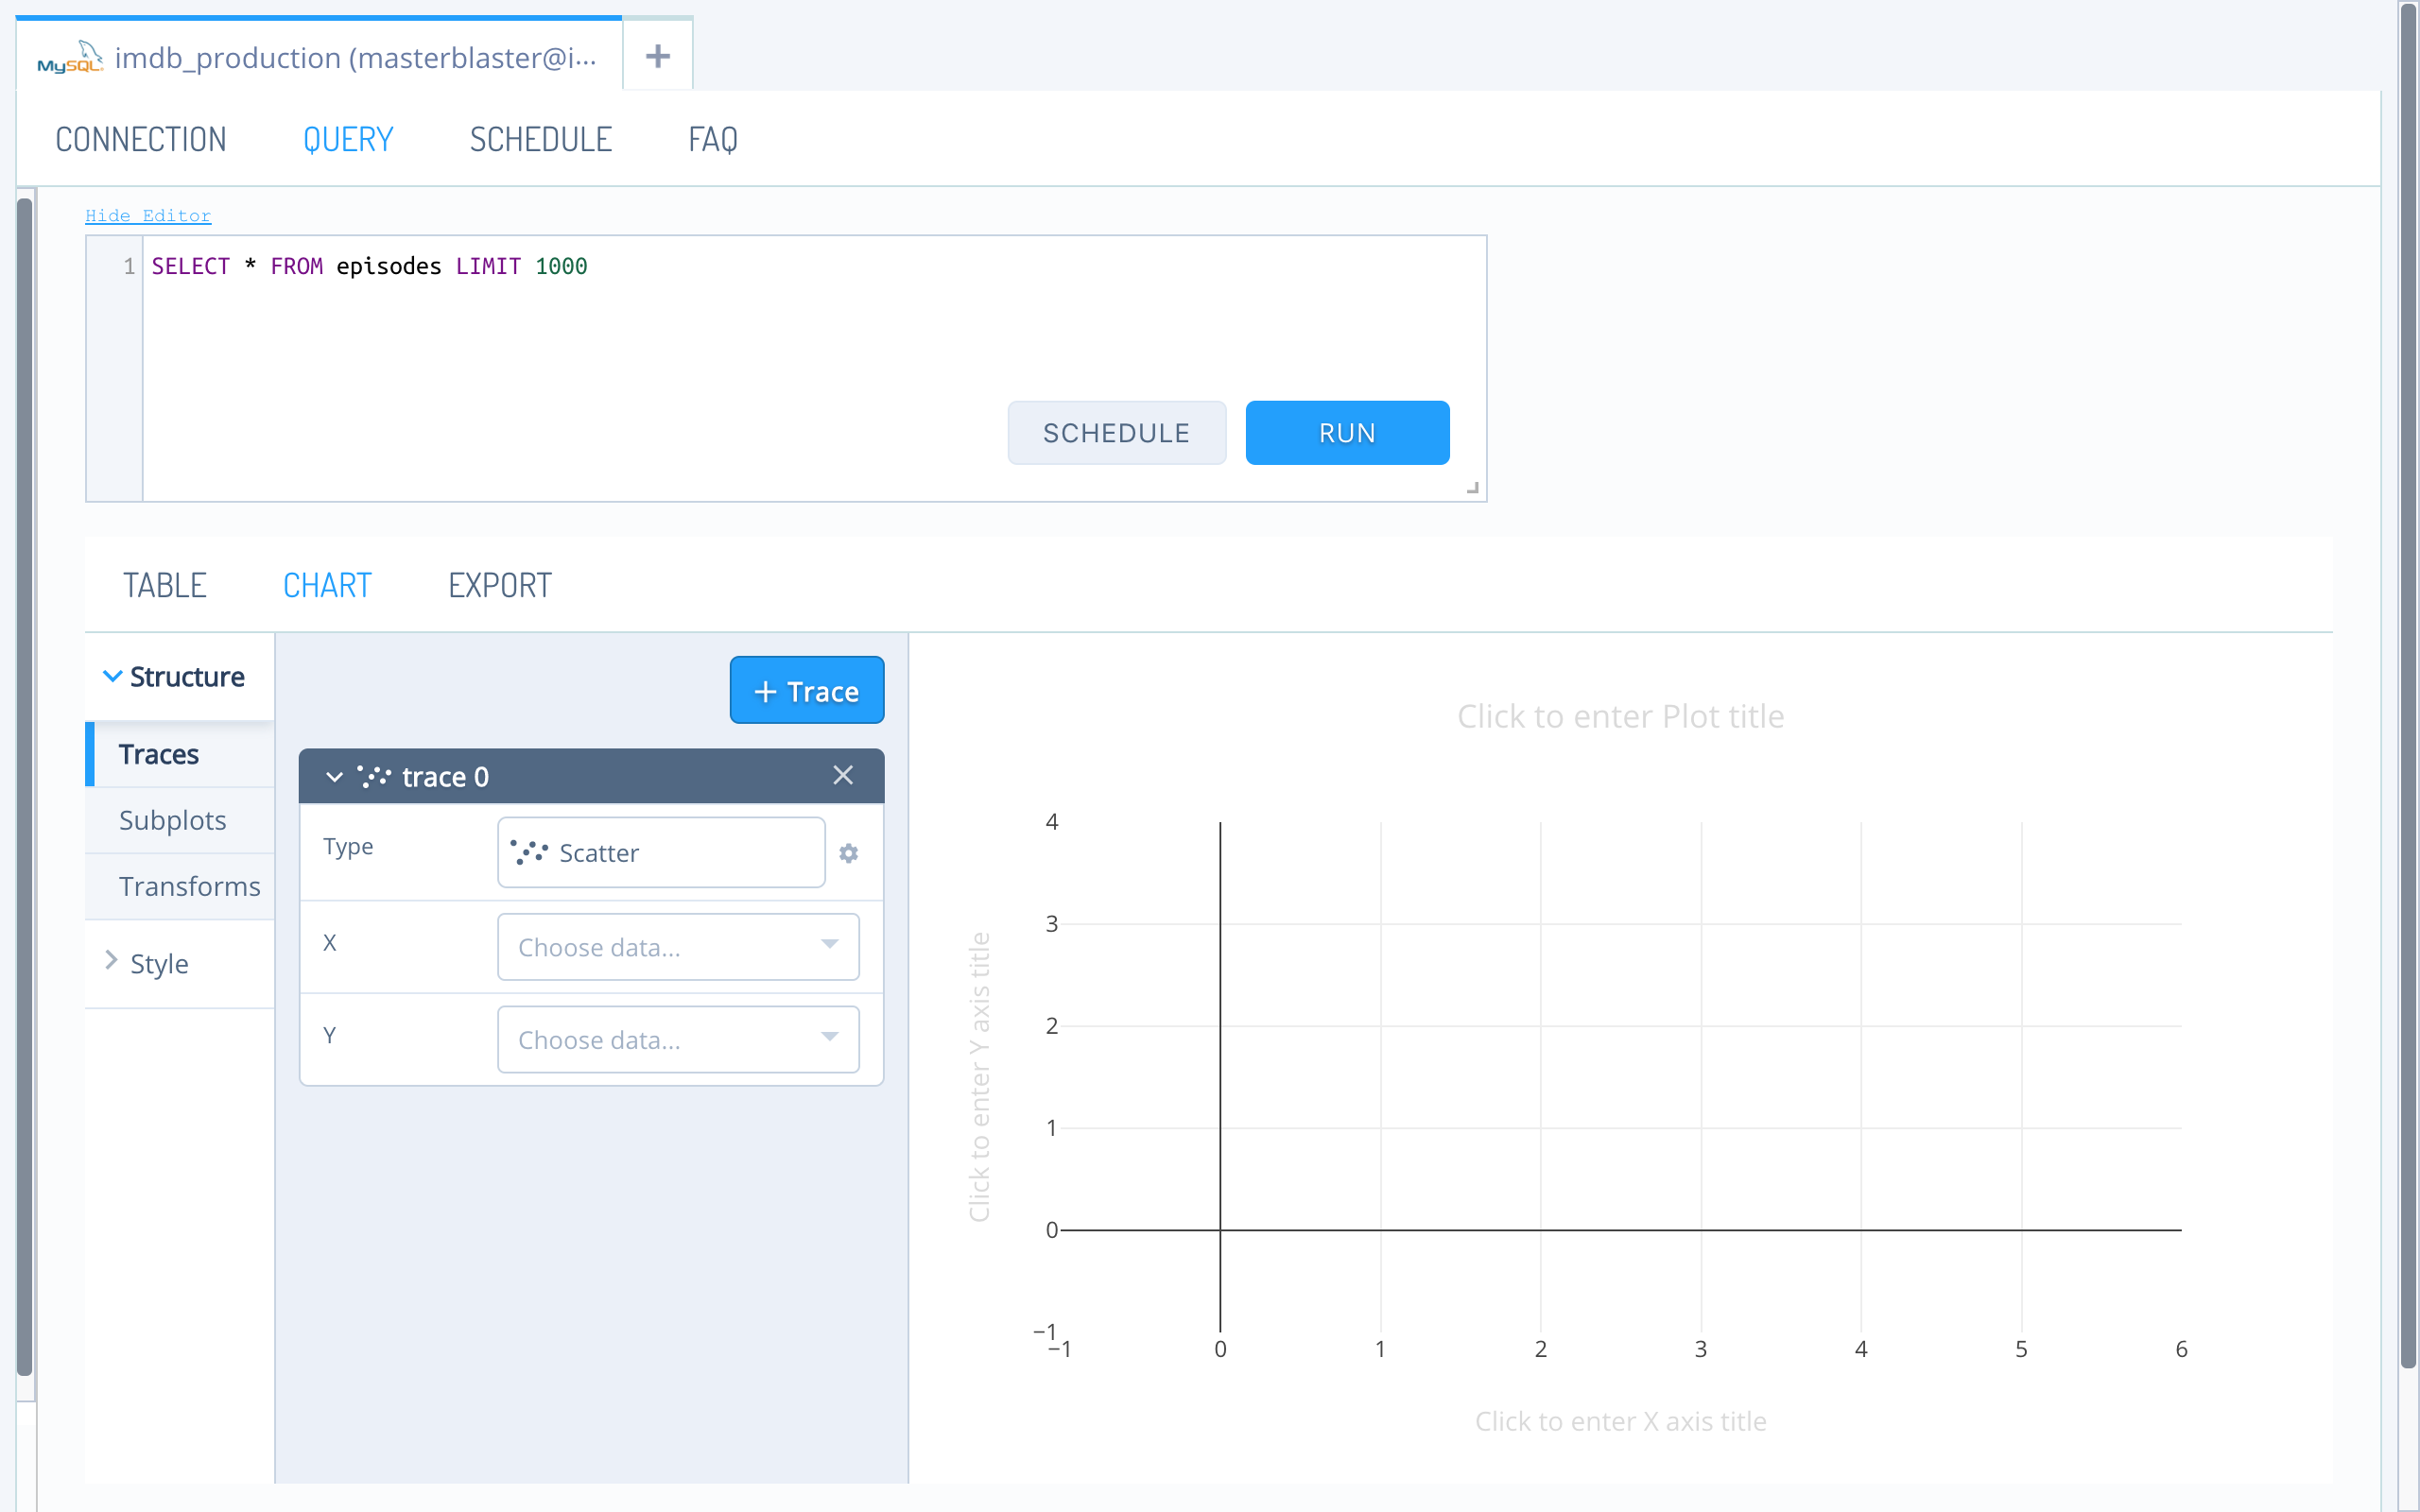 MySQL imdb_production (masterblaster@i... +
CONNECTION QUERY SCHEDULE FAQ
Hide Editor
1 SELECT * FROM episodes LIMIT 1000
SCHEDULE RUN
TABLE CHART EXPORT
Structure
Traces
Subplots
Transforms
Style
+ Trace
trace 0
Type Scatter
X Choose data...
Y Choose data...
Click to enter Plot title
Click to enter Y axis title
4
3
2
1
0
−1
−1 0 1 2 3 4 5 6
Click to enter X axis title